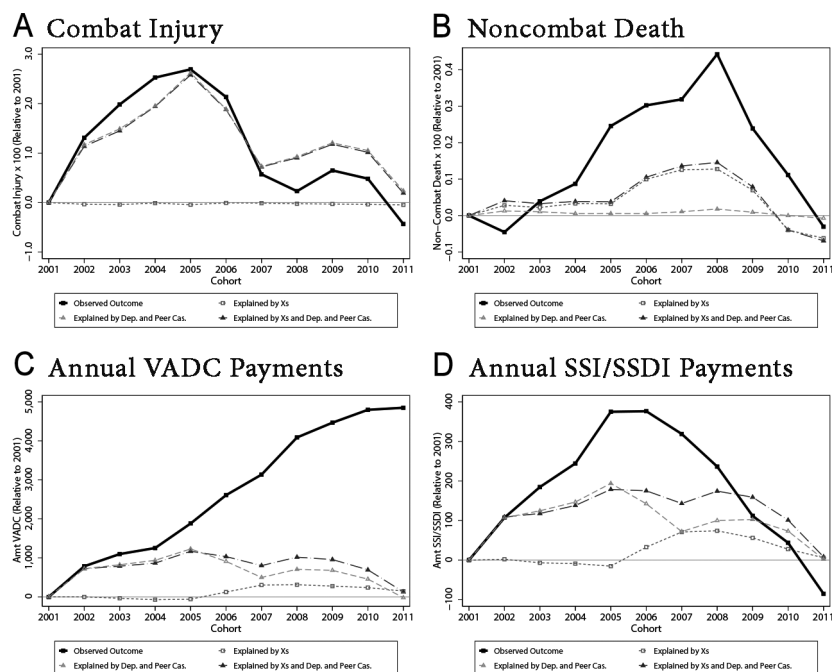 A Combat Injury
Combat Injury x 100 (Relative to 2001)
3.0
2.0
1.0
0.0
−1.0
2001 2002 2003 2004 2005 2006 2007 2008 2009 2010 2011
Cohort
Observed Outcome Explained by Xs
Explained by Dep. and Peer Cas. Explained by Xs and Dep. and Peer Cas.
B Noncombat Death
Non−Combat Death x 100 (Relative to 2001)
0.4
0.3
0.2
0.1
0.0
−0.1
2001 2002 2003 2004 2005 2006 2007 2008 2009 2010 2011
Cohort
Observed Outcome Explained by Xs
Explained by Dep. and Peer Cas. Explained by Xs and Dep. and Peer Cas.
C Annual VADC Payments
Amt VADC (Relative to 2001)
5,000
4,000
3,000
2,000
1,000
0
2001 2002 2003 2004 2005 2006 2007 2008 2009 2010 2011
Cohort
Observed Outcome Explained by Xs
Explained by Dep. and Peer Cas. Explained by Xs and Dep. and Peer Cas.
D Annual SSI/SSDI Payments
Amt SSI/SSDI (Relative to 2001)
400
300
200
100
0
−100
2001 2002 2003 2004 2005 2006 2007 2008 2009 2010 2011
Cohort
Observed Outcome Explained by Xs
Explained by Dep. and Peer Cas. Explained by Xs and Dep. and Peer Cas.